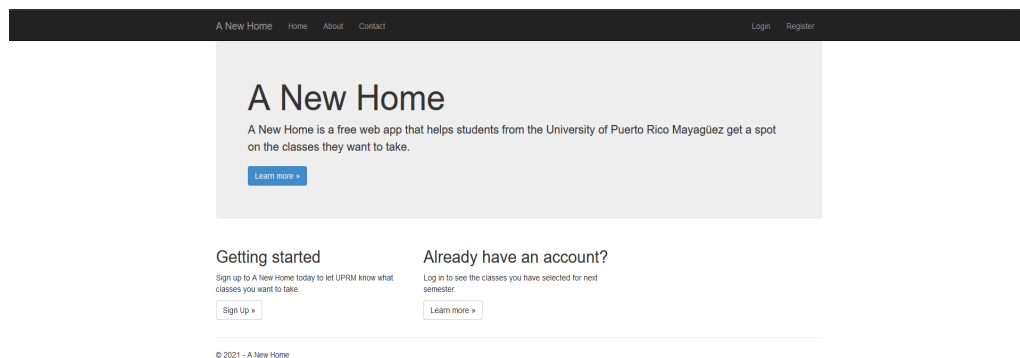 A New Home Home About Contact Login Register
A New Home
A New Home is a free web app that helps students from the University of Puerto Rico Mayagüez get a spot
on the classes they want to take.
Learn more »
Getting started
Sign up to A New Home today to let UPRM know what
classes you want to take.
Sign Up »
Already have an account?
Log in to see the classes you have selected for next
semester.
Learn more »
© 2021 - A New Home